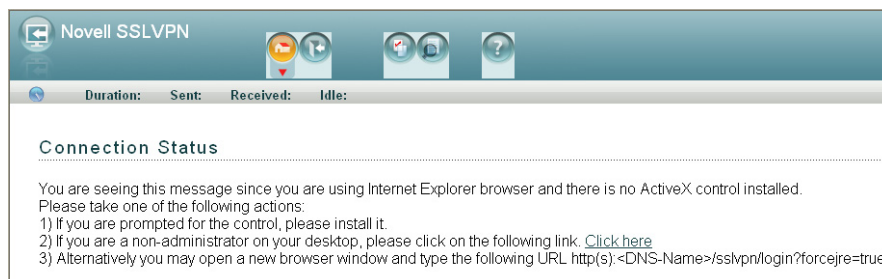 Novell SSLVPN
Duration: Sent: Received: Idle:
Connection Status
You are seeing this message since you are using Internet Explorer browser and there is no ActiveX control installed.
Please take one of the following actions:
1) If you are prompted for the control, please install it.
2) If you are a non-administrator on your desktop, please click on the following link. Click here
3) Alternatively you may open a new browser window and type the following URL http(s):<DNS-Name>/sslvpn/login?forcejre=true